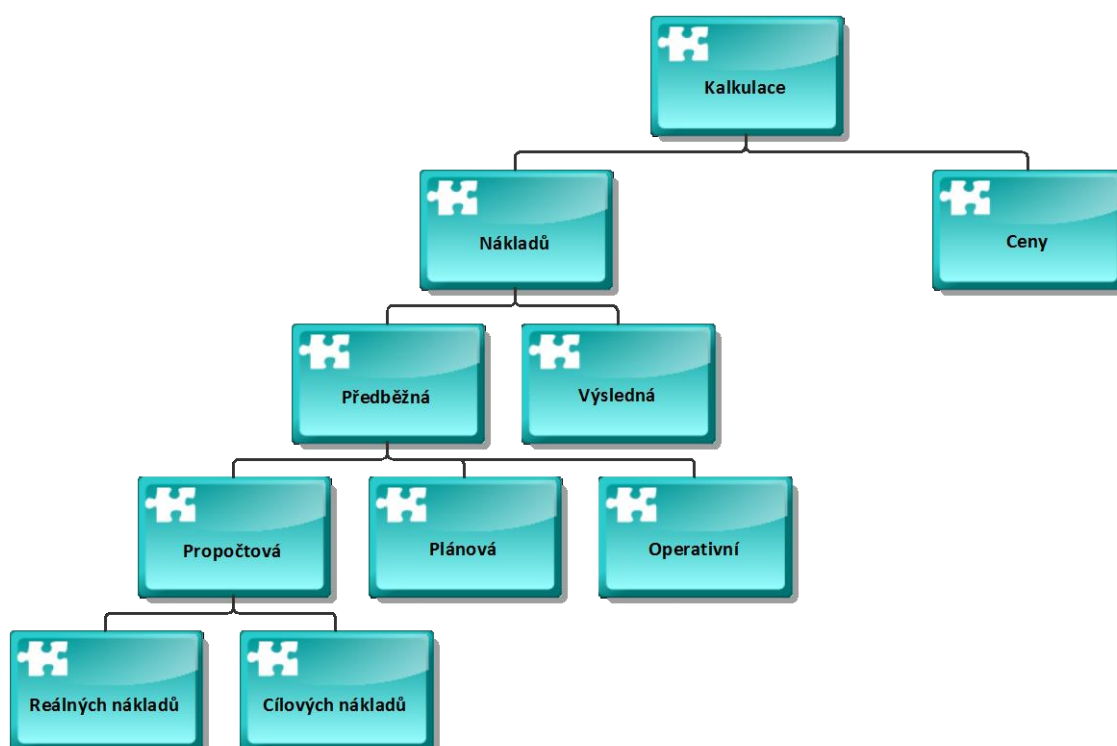 Kalkulace
Nákladů
Ceny
Předběžná
Výsledná
Propočtová
Plánová
Operativní
Reálných nákladů
Cílových nákladů